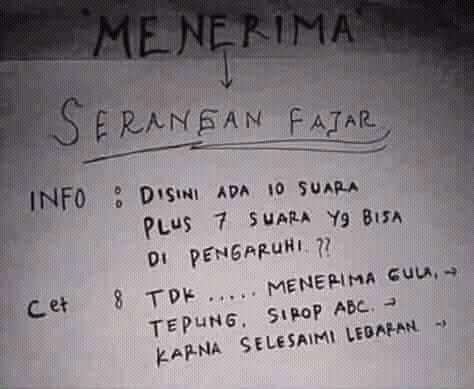 "MENERIMA"
↓
SERANGAN FAJAR
INFO : DISINI ADA 10 SUARA
PLUS 7 SUARA Yg BISA
DI PENGARUHI.??
Cet : TDK ..... MENERIMA GULA, →
TEPUNG, SIROP ABC. →
KARNA SELESAIMI LEBARAN →